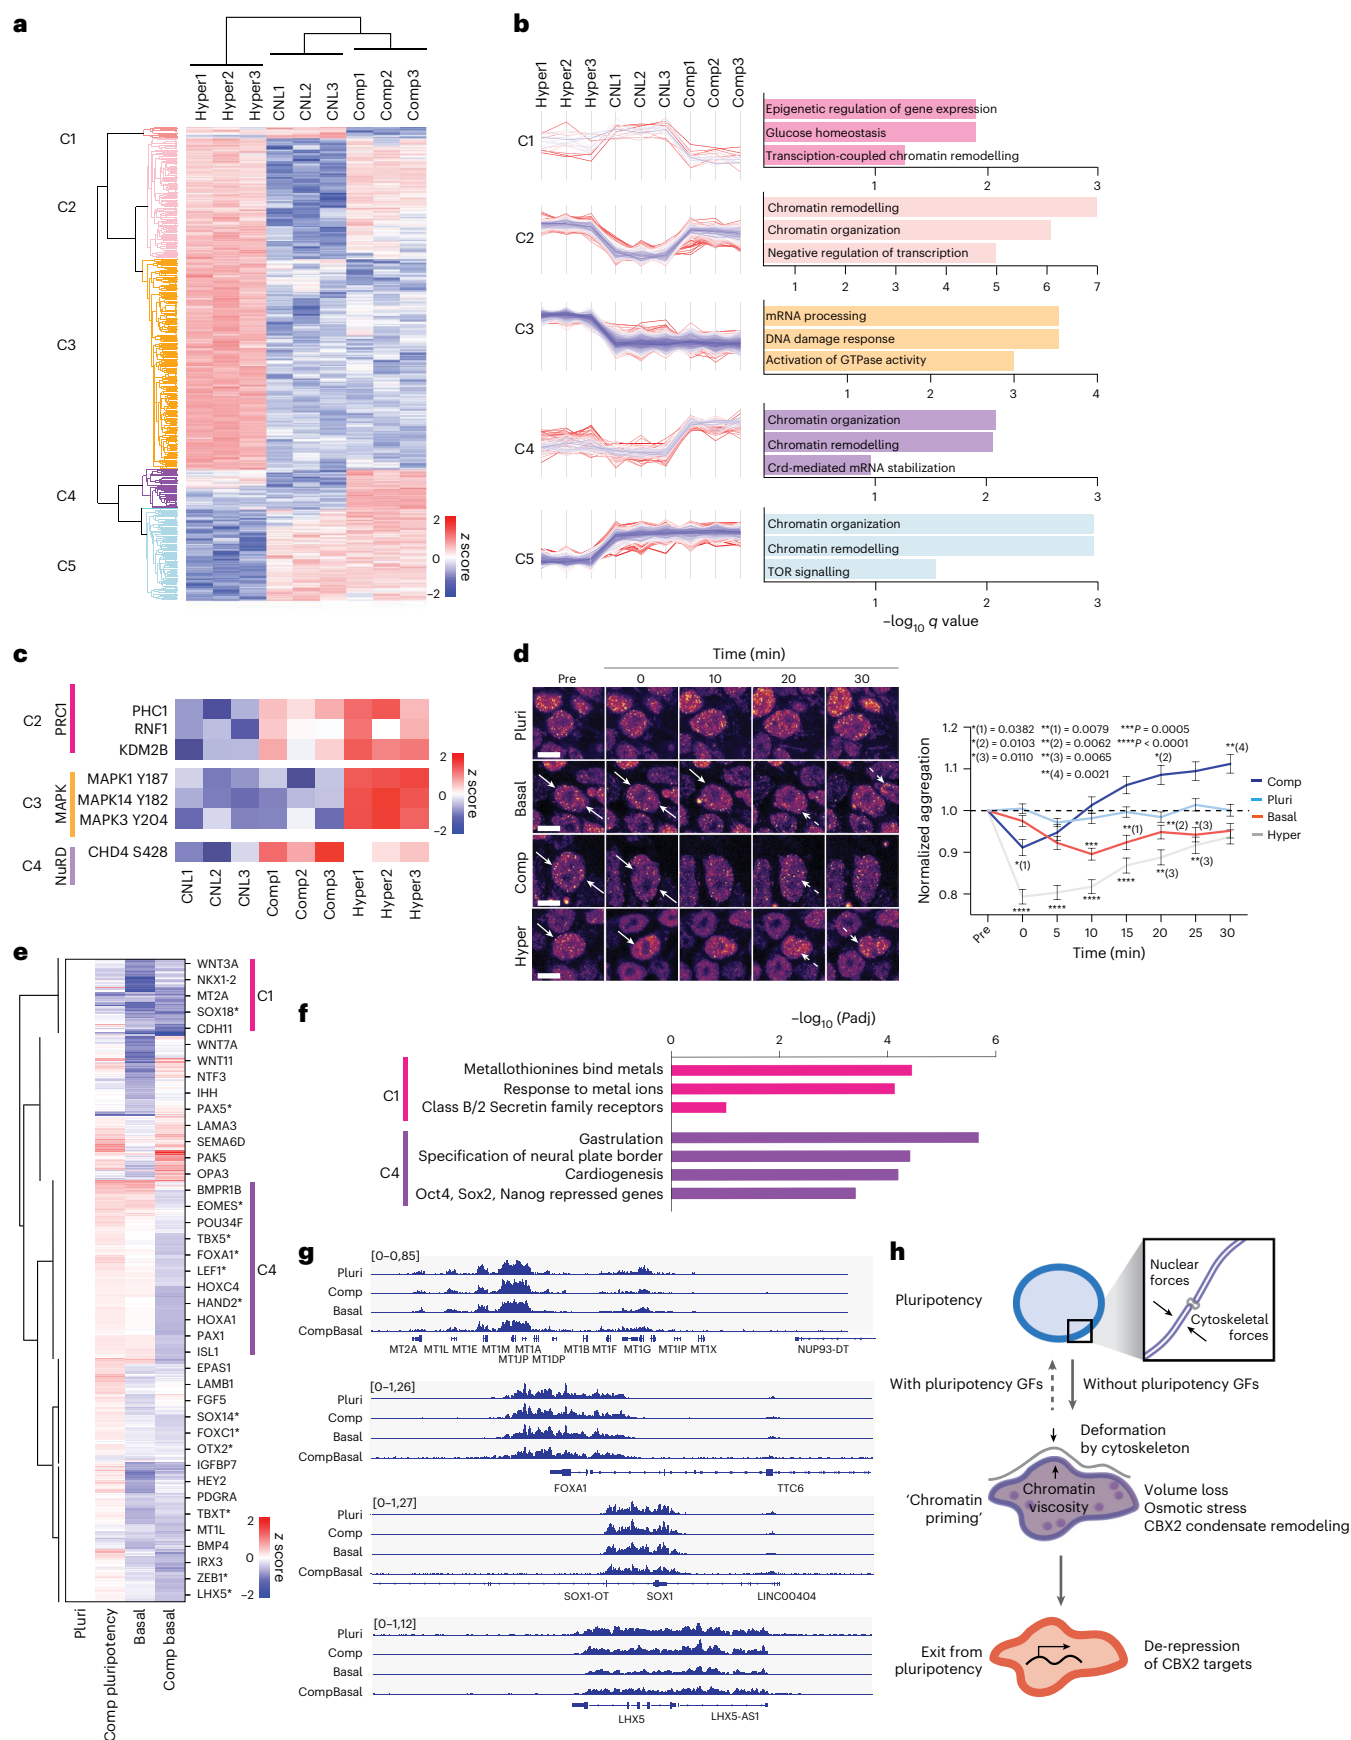 a
Hyper1
Hyper2
Hyper3
CNL1
CNL2
CNL3
Comp1
Comp2
Comp3
C1
C2
C3
C4
C5
2
0
−2
z score
b
Hyper1
Hyper2
Hyper3
CNL1
CNL2
CNL3
Comp1
Comp2
Comp3
C1
Epigenetic regulation of gene expression
Glucose homeostasis
Transciption-coupled chromatin remodelling
1 2 3
C2
Chromatin remodelling
Chromatin organization
Negative regulation of transcription
1 2 3 4 5 6 7
C3
mRNA processing
DNA damage response
Activation of GTPase activity
1 2 3 4
C4
Chromatin organization
Chromatin remodelling
Crd-mediated mRNA stabilization
1 2 3
C5
Chromatin organization
Chromatin remodelling
TOR signalling
1 2 3
−log10 q value
c
C2
PRC1
PHC1
RNF1
KDM2B
C3
MAPK
MAPK1 Y187
MAPK14 Y182
MAPK3 Y204
C4
NuRD
CHD4 S428
CNL1
CNL2
CNL3
Comp1
Comp2
Comp3
Hyper1
Hyper2
Hyper3
2
0
−2
z score
d
Time (min)
Pre 0 10 20 30
Pluri
Basal
Comp
Hyper
Normalized aggregation
1.2
1.1
1.0
0.9
0.8
*(1) = 0.0382 **(1) = 0.0079 ***P = 0.0005
*(2) = 0.0103 **(2) = 0.0062 ****P < 0.0001
*(3) = 0.0110 **(3) = 0.0065
**(4) = 0.0021
*(2)
**(4)
**(1)
**(2)
*(3)
***
*(1)
**(3)
**(3)
****
****
****
****
Pre 0 5 10 15 20 25 30
Time (min)
Comp
Pluri
Basal
Hyper
e
WNT3A
NKX1-2
MT2A
SOX18*
CDH11
WNT7A
WNT11
NTF3
IHH
PAX5*
LAMA3
SEMA6D
PAK5
OPA3
BMPR1B
EOMES*
POU34F
TBX5*
FOXA1*
LEF1*
HOXC4
HAND2*
HOXA1
PAX1
ISL1
EPAS1
LAMB1
FGF5
SOX14*
FOXC1*
OTX2*
IGFBP7
HEY2
PDGRA
TBXT*
MT1L
BMP4
IRX3
ZEB1*
LHX5*
C1
C4
2
0
−2
z score
Pluri
Comp pluripotency
Basal
Comp basal
f
−log10 (Padj)
0 2 4 6
C1
Metallothionines bind metals
Response to metal ions
Class B/2 Secretin family receptors
C4
Gastrulation
Specification of neural plate border
Cardiogenesis
Oct4, Sox2, Nanog repressed genes
g
[0–0,85]
Pluri
Comp
Basal
CompBasal
MT2A MT1L MT1E MT1M MT1A MT1B MT1F MT1G MT1IP MT1X NUP93-DT
MT1JP MT1DP
[0–1,26]
Pluri
Comp
Basal
CompBasal
FOXA1 TTC6
[0–1,27]
Pluri
Comp
Basal
CompBasal
SOX1-OT SOX1 LINC00404
[0–1,12]
Pluri
Comp
Basal
CompBasal
LHX5 LHX5-AS1
h
Pluripotency
Nuclear
forces
Cytoskeletal
forces
With pluripotency GFs
Without pluripotency GFs
Deformation
by cytoskeleton
Chromatin
viscosity
‘Chromatin
priming’
Volume loss
Osmotic stress
CBX2 condensate remodeling
Exit from
pluripotency
De-repression
of CBX2 targets